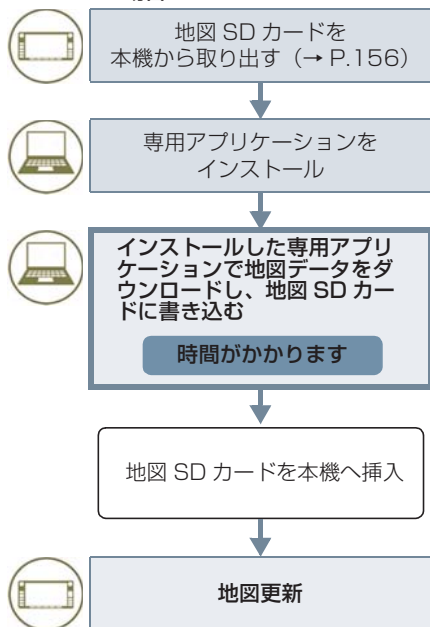 地図 SD カードを
本機から取り出す（→ P.156）
専用アプリケーションを
インストール
インストールした専用アプリ
ケーションで地図データをダ
ウンロードし、地図 SD カー
ドに書き込む
時間がかかります
地図 SD カードを本機へ挿入
地図更新